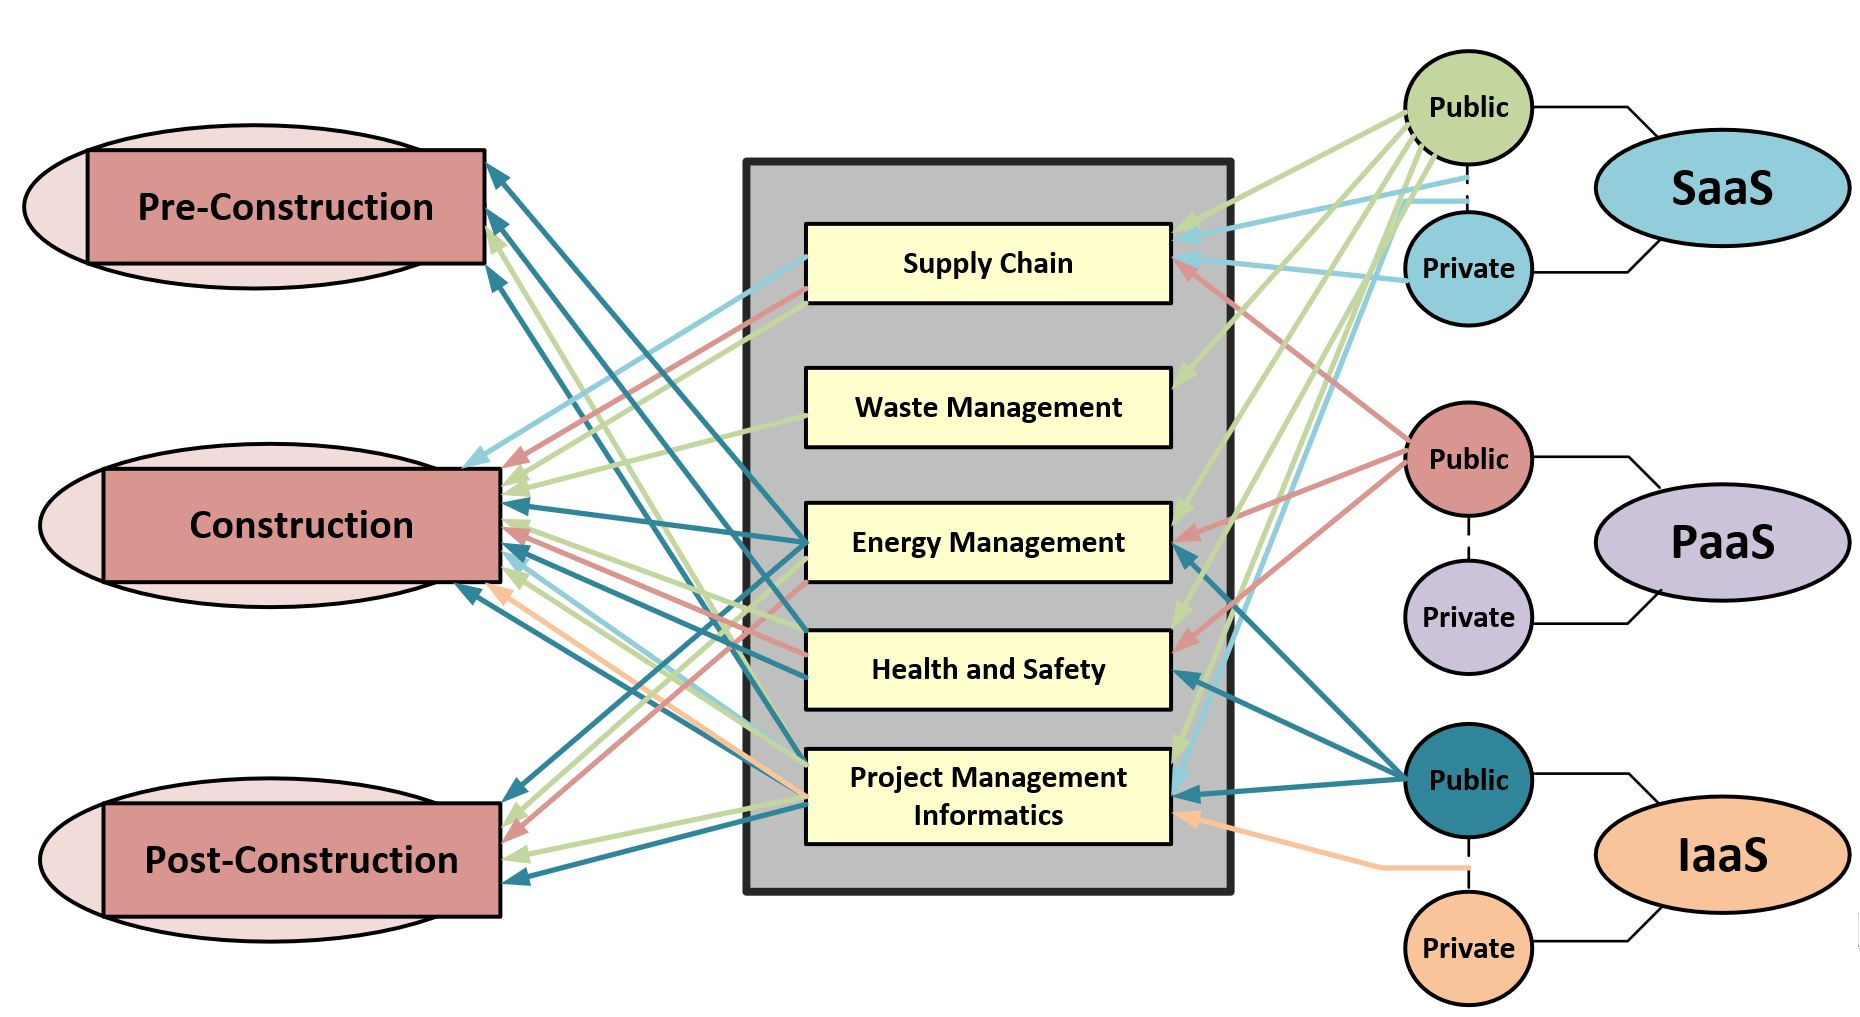 Pre-Construction
Construction
Post-Construction
Supply Chain
Waste Management
Energy Management
Health and Safety
Project Management
Informatics
Public
Private
SaaS
Public
Private
PaaS
Public
Private
IaaS